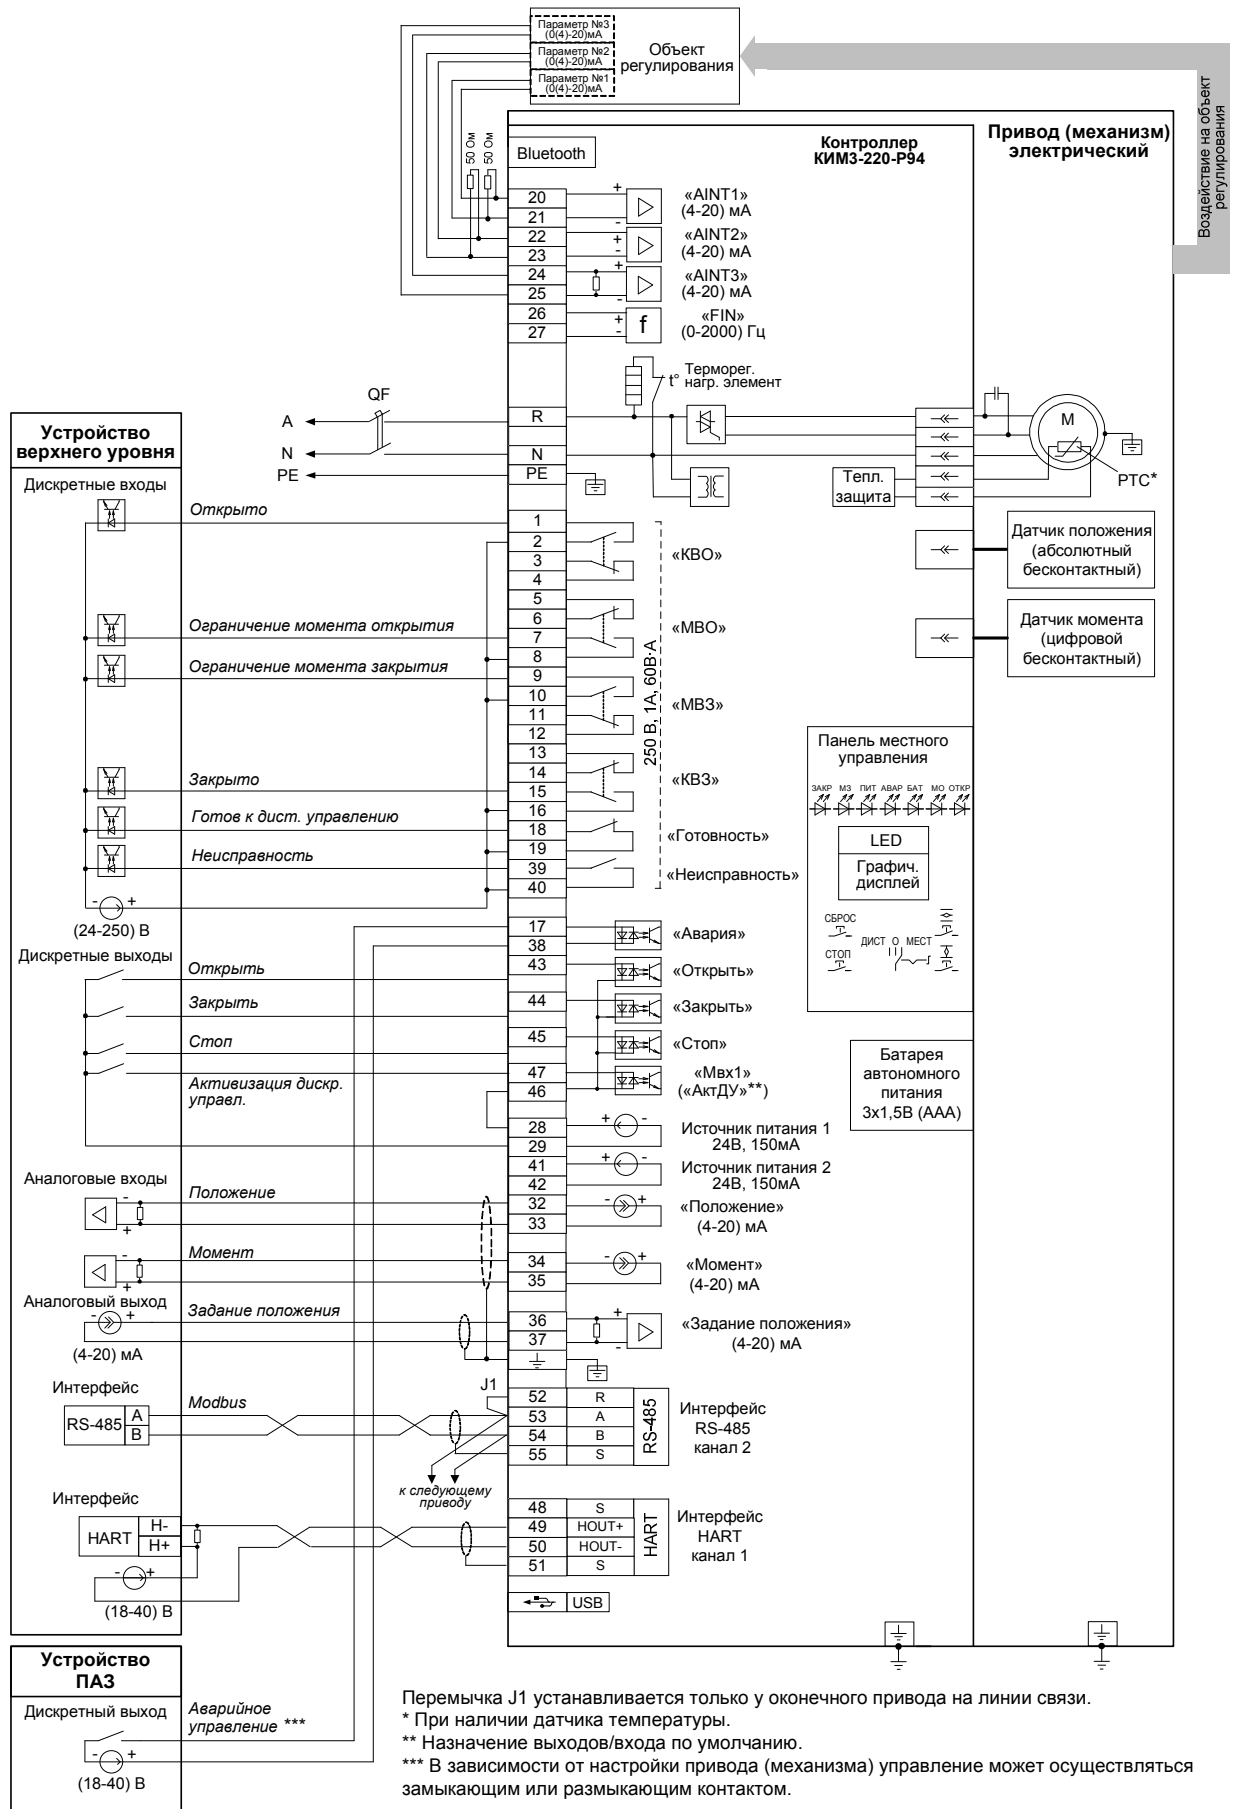 Параметр №3
(0(4)-20)мА
Параметр №2
(0(4)-20)мА
Параметр №1
(0(4)-20)мА
Объект
регулирования
Воздействие на объект
регулирования
50 Ом
50 Ом
Bluetooth
Контроллер
КИМ3-220-Р94
Привод (механизм)
электрический
20
21
22
23
24
25
26
27
+
-
«AINT1»
(4-20) мА
+
-
«AINT2»
(4-20) мА
+
-
«AINT3»
(4-20) мА
+
-
f
«FIN»
(0-2000) Гц
t°
Терморег.
нагр. элемент
QF
A
N
PE
R
N
PE
M
PTC*
Тепл.
защита
Датчик положения
(абсолютный
бесконтактный)
Датчик момента
(цифровой
бесконтактный)
Устройство
верхнего уровня
Дискретные входы
Открыто
Ограничение момента открытия
Ограничение момента закрытия
Закрыто
Готов к дист. управлению
Неисправность
- +
(24-250) В
1
2
3
4
5
6
7
8
9
10
11
12
13
14
15
16
18
19
39
40
«КВО»
«МВО»
«МВЗ»
«КВЗ»
«Готовность»
«Неисправность»
250 В, 1А, 60В·А
Панель местного
управления
ЗАКР МЗ ПИТ АВАР БАТ МО ОТКР
LED
Графич.
дисплей
СБРОС
СТОП
ДИСТ О МЕСТ
Батарея
автономного
питания
3х1,5В (ААА)
Дискретные выходы
Открыть
Закрыть
Стоп
Активизация дискр.
управл.
17
38
43
44
45
47
46
28
29
41
42
32
33
34
35
36
37
«Авария»
«Открыть»
«Закрыть»
«Стоп»
«Мвх1»
(«АктДУ»**)
+ -
Источник питания 1
24В, 150мА
+ -
Источник питания 2
24В, 150мА
- +
«Положение»
(4-20) мА
- +
«Момент»
(4-20) мА
+
-
«Задание положения»
(4-20) мА
Аналоговые входы
-
+
Положение
-
+
Момент
Аналоговый выход
- +
Задание положения
(4-20) мА
Интерфейс
RS-485
A
B
Modbus
J1
52 R
53 A
54 B
55 S
RS-485
Интерфейс
RS-485
канал 2
к следующему
приводу
Интерфейс
HART
H-
H+
- +
(18-40) В
48 S
49 HOUT+
50 HOUT-
51 S
HART
Интерфейс
HART
канал 1
USB
Устройство
ПАЗ
Дискретный выход
- +
(18-40) В
Аварийное
управление ***
Перемычка J1 устанавливается только у оконечного привода на линии связи.
* При наличии датчика температуры.
** Назначение выходов/входа по умолчанию.
*** В зависимости от настройки привода (механизма) управление может осуществляться
замыкающим или размыкающим контактом.